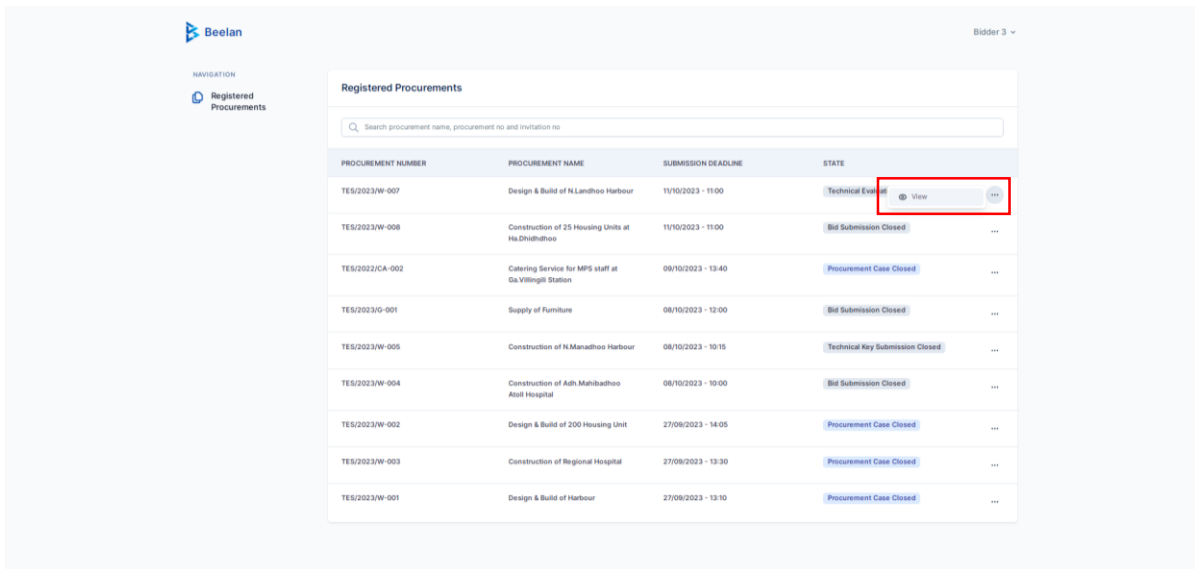 Beelan
Bidder 3
NAVIGATION
Registered
Procurements
Registered Procurements
Search procurement name, procurement no and invitation no
PROCUREMENT NUMBER PROCUREMENT NAME SUBMISSION DEADLINE STATE
TES/2023/W-007 Design & Build of N.Landhoo Harbour 11/10/2023 - 11:00 Technical Evaluat View ...
TES/2023/W-008 Construction of 25 Housing Units at 11/10/2023 - 11:00 Bid Submission Closed ...
Ha.Dhidhdhoo
TES/2022/CA-002 Catering Service for MPS staff at 09/10/2023 - 13:40 Procurement Case Closed ...
Ga.Villingili Station
TES/2023/G-001 Supply of Furniture 08/10/2023 - 12:00 Bid Submission Closed ...
TES/2023/W-005 Construction of N.Manadhoo Harbour 08/10/2023 - 10:15 Technical Key Submission Closed ...
TES/2023/W-004 Construction of Adh.Mahibadhoo 08/10/2023 - 10:00 Bid Submission Closed ...
Atoll Hospital
TES/2023/W-002 Design & Build of 200 Housing Unit 27/09/2023 - 14:05 Procurement Case Closed ...
TES/2023/W-003 Construction of Regional Hospital 27/09/2023 - 13:30 Procurement Case Closed ...
TES/2023/W-001 Design & Build of Harbour 27/09/2023 - 13:10 Procurement Case Closed ...